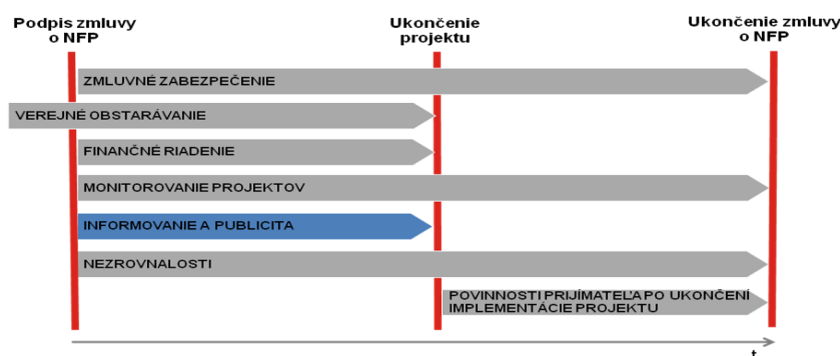 Podpis zmluvy
o NFP
Ukončenie
projektu
Ukončenie zmluvy
o NFP
ZMLUVNÉ ZABEZPEČENIE
VEREJNÉ OBSTARÁVANIE
FINANČNÉ RIADENIE
MONITOROVANIE PROJEKTOV
INFORMOVANIE A PUBLICITA
NEZROVNALOSTI
POVINNOSTI PRIJÍMATEĽA PO UKONČENÍ
IMPLEMENTÁCIE PROJEKTU
t